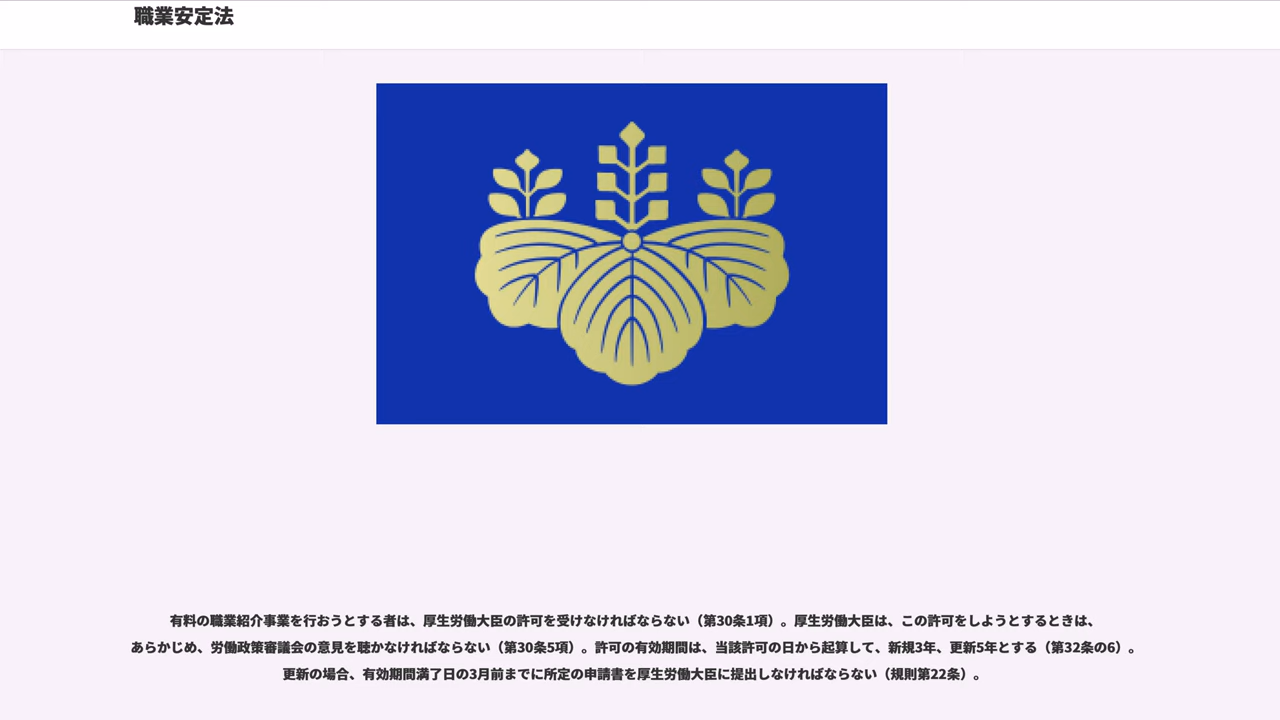 職業安定法
有料の職業紹介事業を行おうとする者は、厚生労働大臣の許可を受けなければならない（第30条1項）。厚生労働大臣は、この許可をしようとするときは、
あらかじめ、労働政策審議会の意見を聴かなければならない（第30条5項）。許可の有効期間は、当該許可の日から起算して、新規3年、更新5年とする（第32条の6）。
更新の場合、有効期間満了日の3月前までに所定の申請書を厚生労働大臣に提出しなければならない（規則第22条）。